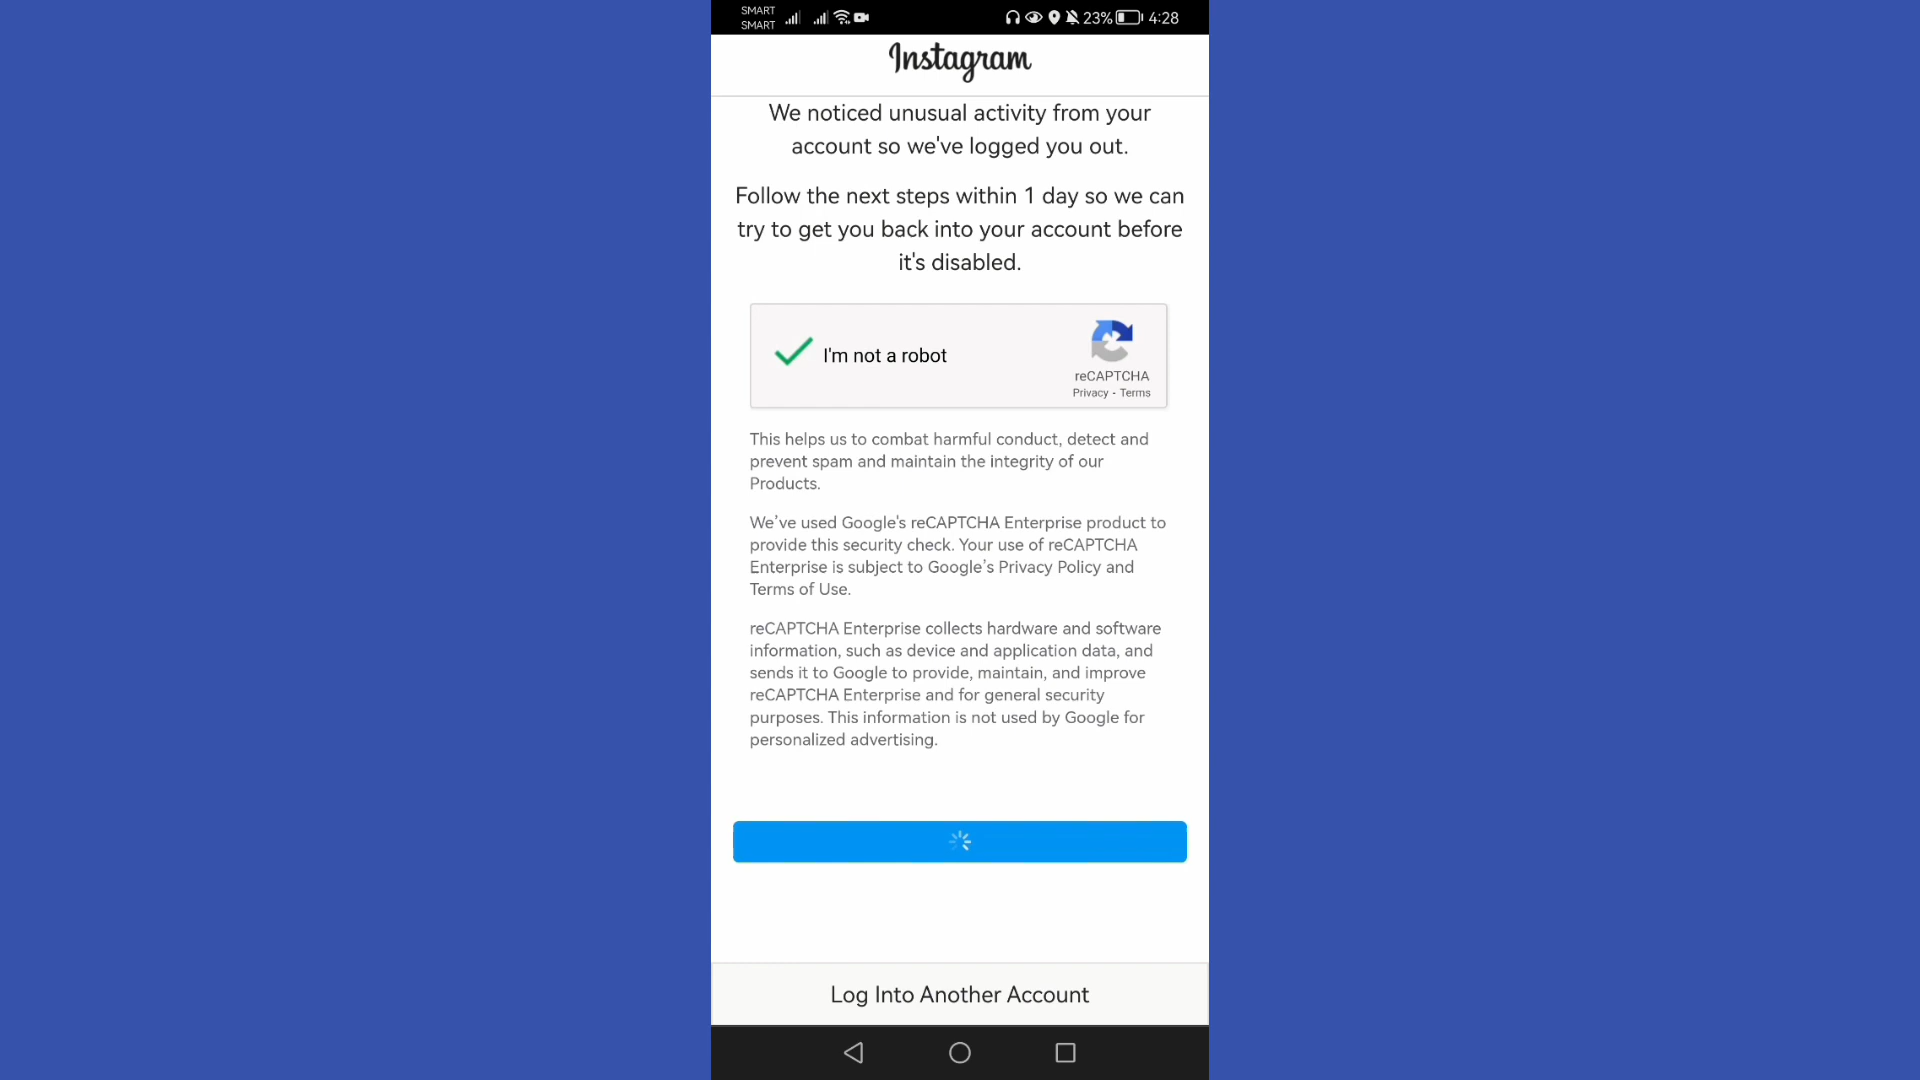 SMART
SMART
23% 4:28
Instagram
We noticed unusual activity from your
account so we've logged you out.
Follow the next steps within 1 day so we can
try to get you back into your account before
it's disabled.
I'm not a robot
reCAPTCHA
Privacy - Terms
This helps us to combat harmful conduct, detect and
prevent spam and maintain the integrity of our
Products.
We’ve used Google's reCAPTCHA Enterprise product to
provide this security check. Your use of reCAPTCHA
Enterprise is subject to Google’s Privacy Policy and
Terms of Use.
reCAPTCHA Enterprise collects hardware and software
information, such as device and application data, and
sends it to Google to provide, maintain, and improve
reCAPTCHA Enterprise and for general security
purposes. This information is not used by Google for
personalized advertising.
Log Into Another Account